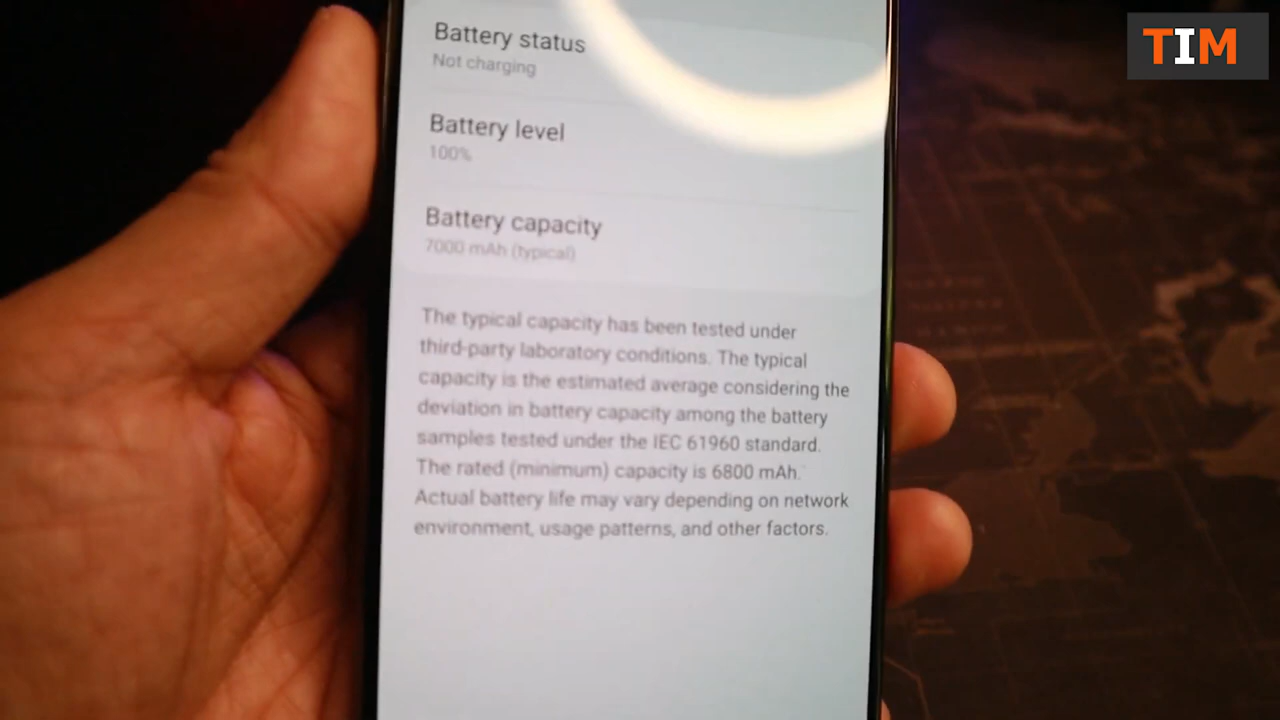 TIM
Battery status
Not charging
Battery level
100%
Battery capacity
7000 mAh (typical)
The typical capacity has been tested under
third-party laboratory conditions. The typical
capacity is the estimated average considering the
deviation in battery capacity among the battery
samples tested under the IEC 61960 standard.
The rated (minimum) capacity is 6800 mAh.
Actual battery life may vary depending on network
environment, usage patterns, and other factors.